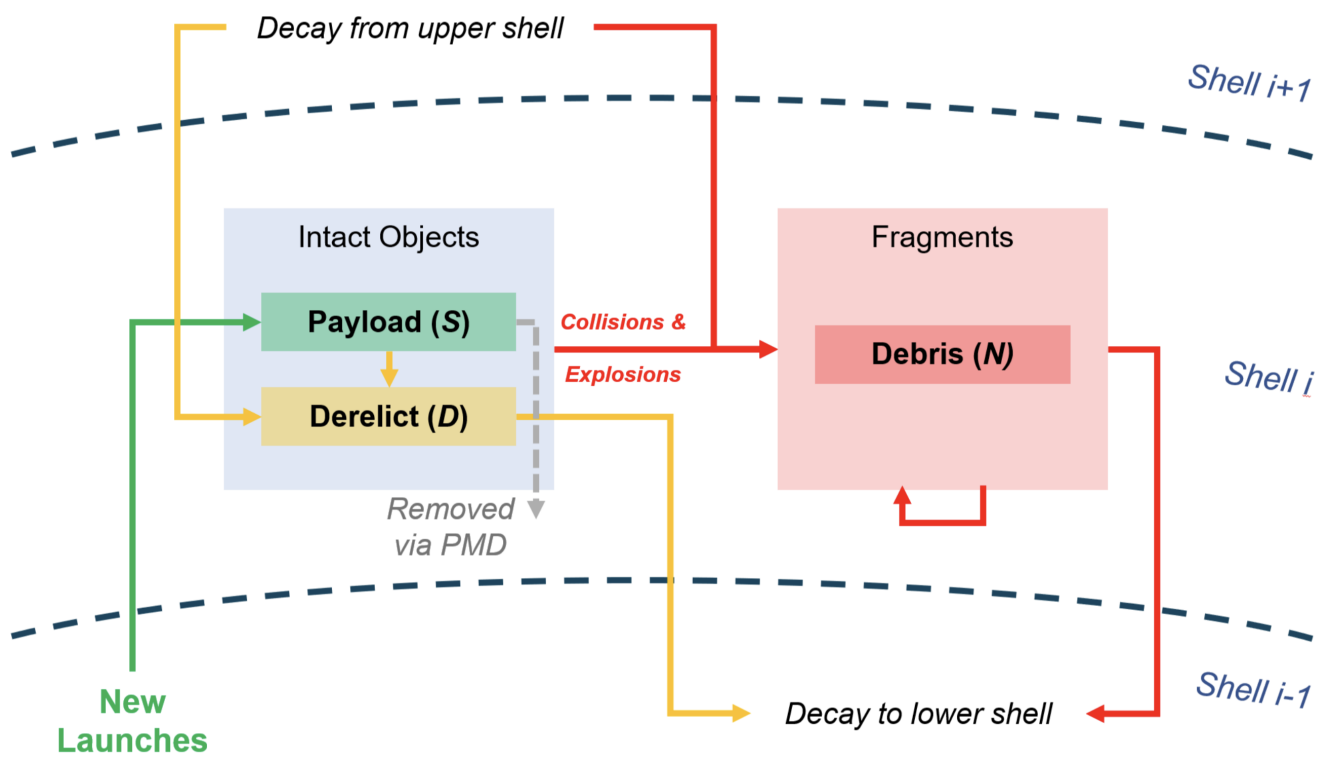 Decay from upper shell
Shell i+1
Intact Objects
Fragments
Payload (S)
Collisions &
Debris (N)
Explosions
Shell i
Derelict (D)
Removed
via PMD
Shell i-1
New
Launches
Decay to lower shell